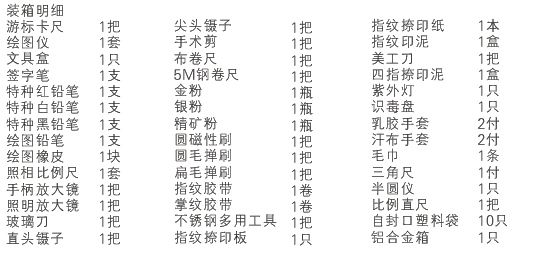 装箱明细
游标卡尺 1把 尖头镊子 1把 指纹捺印纸 1本
绘图仪 1套 手术剪 1把 指纹印泥 1盒
文具盒 1只 布卷尺 1把 美工刀 1把
签字笔 1支 5M钢卷尺 1把 四指捺印泥 1盒
特种红铅笔 1支 金粉 1瓶 紫外灯 1只
特种白铅笔 1支 银粉 1瓶 识毒盘 1只
特种黑铅笔 1支 精矿粉 1瓶 乳胶手套 2付
绘图铅笔 1支 圆磁性刷 1把 汗布手套 2付
绘图橡皮 1块 圆毛掸刷 1把 毛巾 1条
照相比例尺 1套 扁毛掸刷 1把 三角尺 1付
手柄放大镜 1把 指纹胶带 1卷 半圆仪 1只
照明放大镜 1把 掌纹胶带 1卷 比例直尺 1把
玻璃刀 1把 不锈钢多用工具 1把 自封口塑料袋 10只
直头镊子 1把 指纹捺印板 1只 铝合金箱 1只